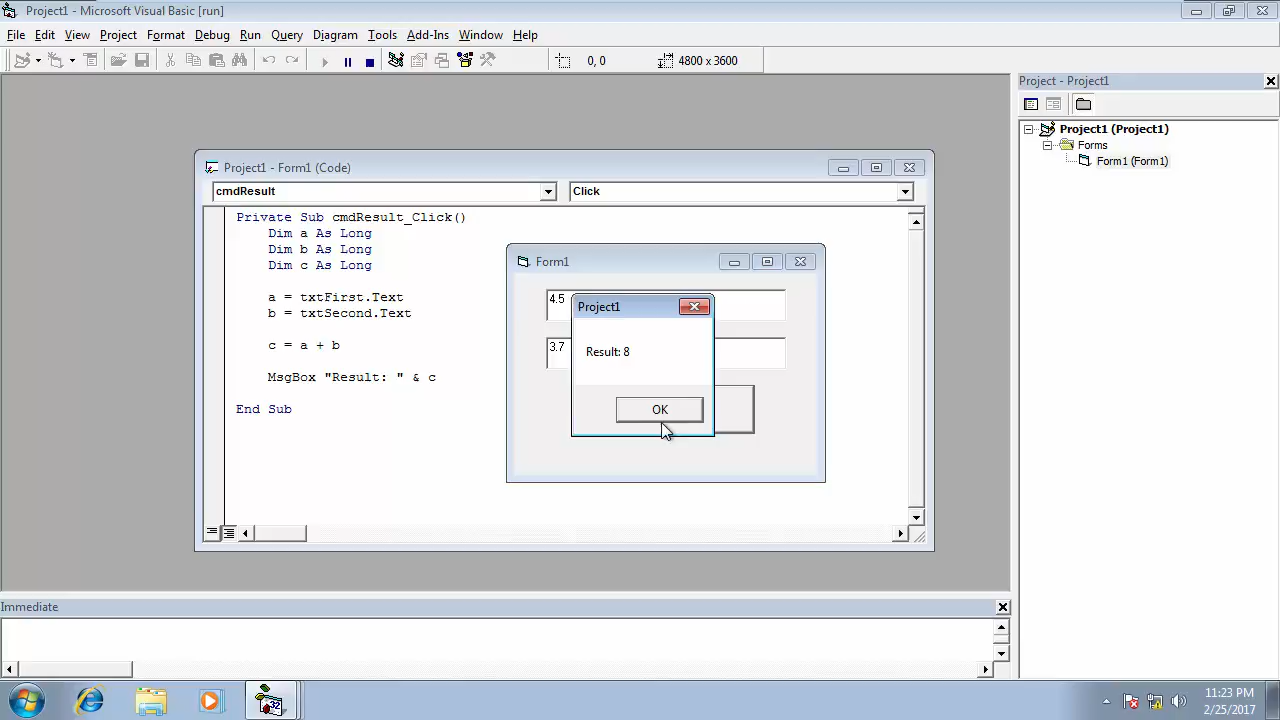 Project1 - Microsoft Visual Basic [run]
File Edit View Project Format Debug Run Query Diagram Tools Add-Ins Window Help
0, 0 4800 x 3600
Project - Project1
Project1 (Project1)
Forms
Form1 (Form1)
Project1 - Form1 (Code)
cmdResult Click
Private Sub cmdResult_Click()
Dim a As Long
Dim b As Long
Dim c As Long
a = txtFirst.Text
b = txtSecond.Text
c = a + b
MsgBox "Result: " & c
End Sub
Form1
4.5
3.7
Project1
Result: 8
OK
Immediate
32
11:23 PM
2/25/2017